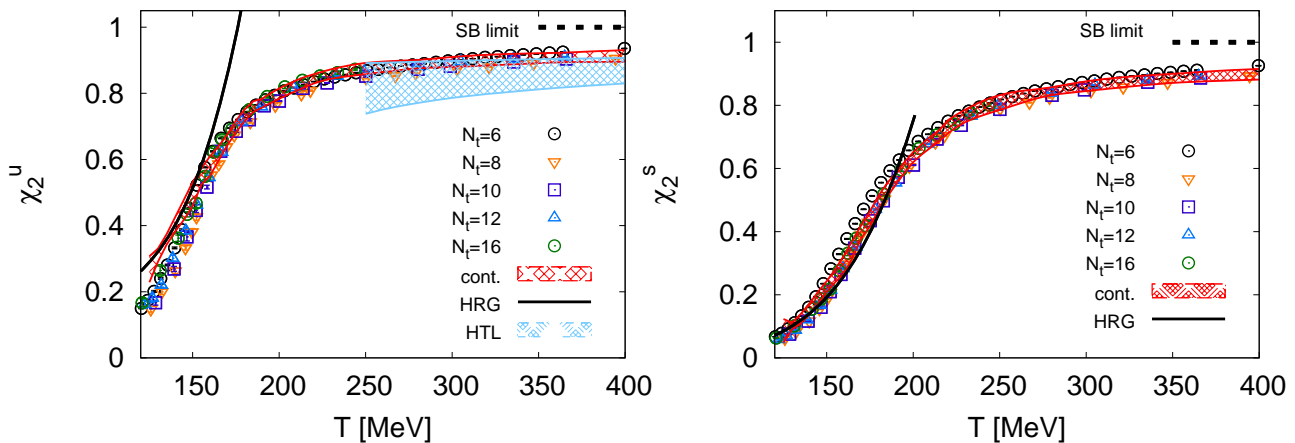 1
0.8
0.6
0.4
0.2
0
χ₂ᵘ
SB limit
N_t=6
N_t=8
N_t=10
N_t=12
N_t=16
cont.
HRG
HTL
150 200 250 300 350 400
T [MeV]
1
0.8
0.6
0.4
0.2
0
χ₂ˢ
SB limit
N_t=6
N_t=8
N_t=10
N_t=12
N_t=16
cont.
HRG
150 200 250 300 350 400
T [MeV]